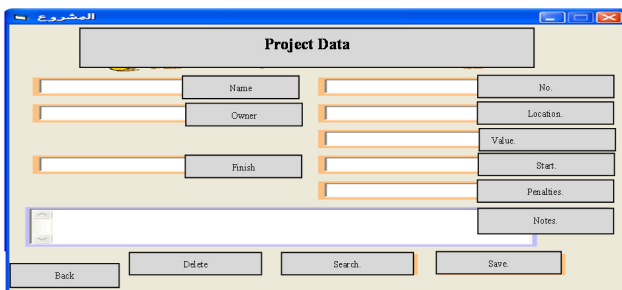 المشروع
Project Data
Name
No.
Owner
Location.
Value.
Finish
Start.
Penalties.
Notes.
Back
Delete
Search.
Save.